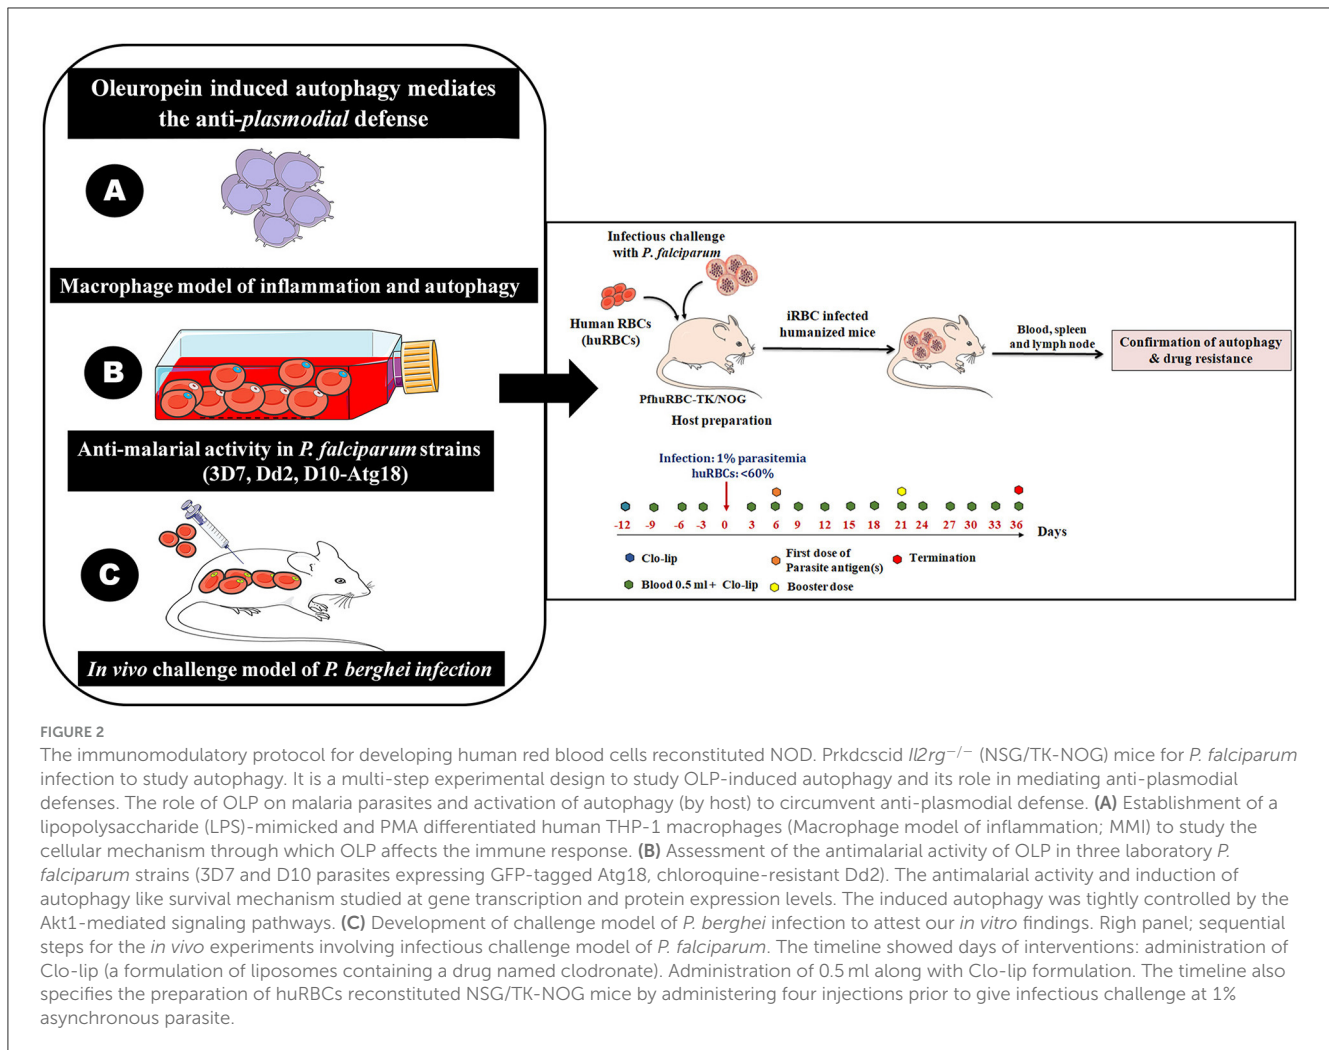 Oleuropein induced autophagy mediates
the anti-plasmodial defense
A
Macrophage model of inflammation and autophagy
B
Anti-malarial activity in P. falciparum strains
(3D7, Dd2, D10-Atg18)
C
In vivo challenge model of P. berghei infection
Infectious challenge
with P. falciparum
Human RBCs
(huRBCs)
PfhuRBC-TK/NOG
Host preparation
iRBC infected
humanized mice
Blood, spleen
and lymph node
Confirmation of autophagy
& drug resistance
Infection: 1% parasitemia
huRBCs: <60%
-12 -9 -6 -3 0 3 6 9 12 15 18 21 24 27 30 33 36 Days
Clo-lip
Blood 0.5 ml + Clo-lip
First dose of
Parasite antigen(s)
Booster dose
Termination
FIGURE 2
The immunomodulatory protocol for developing human red blood cells reconstituted NOD. Prkdcscid Il2rg−/− (NSG/TK-NOG) mice for P. falciparum
infection to study autophagy. It is a multi-step experimental design to study OLP-induced autophagy and its role in mediating anti-plasmodial
defenses. The role of OLP on malaria parasites and activation of autophagy (by host) to circumvent anti-plasmodial defense. (A) Establishment of a
lipopolysaccharide (LPS)-mimicked and PMA differentiated human THP-1 macrophages (Macrophage model of inflammation; MMI) to study the
cellular mechanism through which OLP affects the immune response. (B) Assessment of the antimalarial activity of OLP in three laboratory P.
falciparum strains (3D7 and D10 parasites expressing GFP-tagged Atg18, chloroquine-resistant Dd2). The antimalarial activity and induction of
autophagy like survival mechanism studied at gene transcription and protein expression levels. The induced autophagy was tightly controlled by the
Akt1-mediated signaling pathways. (C) Development of challenge model of P. berghei infection to attest our in vitro findings. Righ panel; sequential
steps for the in vivo experiments involving infectious challenge model of P. falciparum. The timeline showed days of interventions: administration of
Clo-lip (a formulation of liposomes containing a drug named clodronate). Administration of 0.5 ml along with Clo-lip formulation. The timeline also
specifies the preparation of huRBCs reconstituted NSG/TK-NOG mice by administering four injections prior to give infectious challenge at 1%
asynchronous parasite.